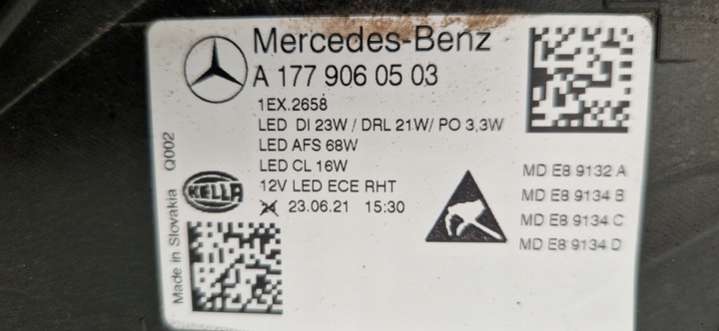 Mercedes-Benz
A 177 906 05 03
1EX.2658
LED DI 23W / DRL 21W/ PO 3,3W
LED AFS 68W
LED CL 16W
12V LED ECE RHT
23.06.21 15:30
HELLA
Made in Slovakia Q002
MD E8 9132 A
MD E8 9134 B
MD E8 9134 C
MD E8 9134 D